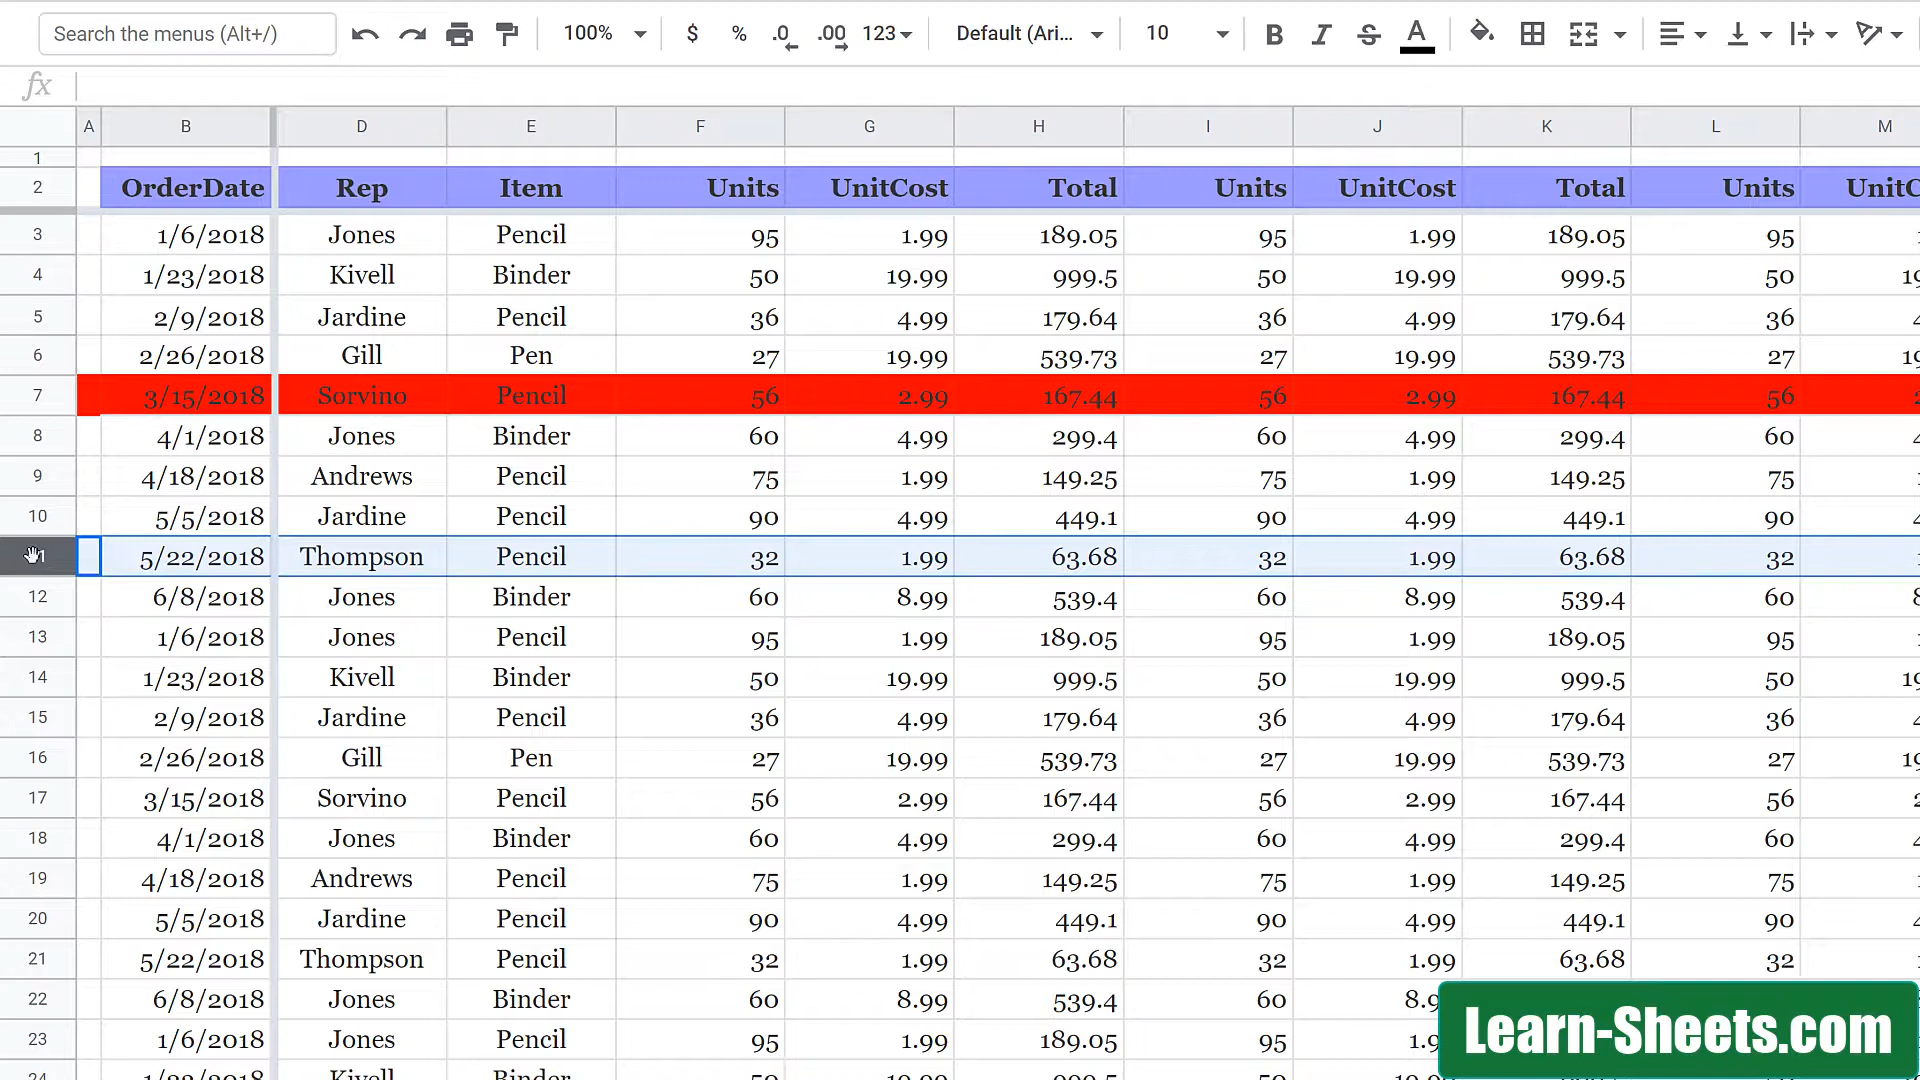 Search the menus (Alt+/) 100% $ % .0 .00 123 Default (Ari... 10 B I S A
fx
A B D E F G H I J K L M
1
2 OrderDate Rep Item Units UnitCost Total Units UnitCost Total Units UnitC
3 1/6/2018 Jones Pencil 95 1.99 189.05 95 1.99 189.05 95
4 1/23/2018 Kivell Binder 50 19.99 999.5 50 19.99 999.5 50 19
5 2/9/2018 Jardine Pencil 36 4.99 179.64 36 4.99 179.64 36
6 2/26/2018 Gill Pen 27 19.99 539.73 27 19.99 539.73 27 19
7 3/15/2018 Sorvino Pencil 56 2.99 167.44 56 2.99 167.44 56
8 4/1/2018 Jones Binder 60 4.99 299.4 60 4.99 299.4 60
9 4/18/2018 Andrews Pencil 75 1.99 149.25 75 1.99 149.25 75
10 5/5/2018 Jardine Pencil 90 4.99 449.1 90 4.99 449.1 90
5/22/2018 Thompson Pencil 32 1.99 63.68 32 1.99 63.68 32
12 6/8/2018 Jones Binder 60 8.99 539.4 60 8.99 539.4 60
13 1/6/2018 Jones Pencil 95 1.99 189.05 95 1.99 189.05 95
14 1/23/2018 Kivell Binder 50 19.99 999.5 50 19.99 999.5 50 19
15 2/9/2018 Jardine Pencil 36 4.99 179.64 36 4.99 179.64 36
16 2/26/2018 Gill Pen 27 19.99 539.73 27 19.99 539.73 27 19
17 3/15/2018 Sorvino Pencil 56 2.99 167.44 56 2.99 167.44 56
18 4/1/2018 Jones Binder 60 4.99 299.4 60 4.99 299.4 60
19 4/18/2018 Andrews Pencil 75 1.99 149.25 75 1.99 149.25 75
20 5/5/2018 Jardine Pencil 90 4.99 449.1 90 4.99 449.1 90
21 5/22/2018 Thompson Pencil 32 1.99 63.68 32 1.99 63.68 32
22 6/8/2018 Jones Binder 60 8.99 539.4 60 8.9
23 1/6/2018 Jones Pencil 95 1.99 189.05 95 1.9
Learn-Sheets.com